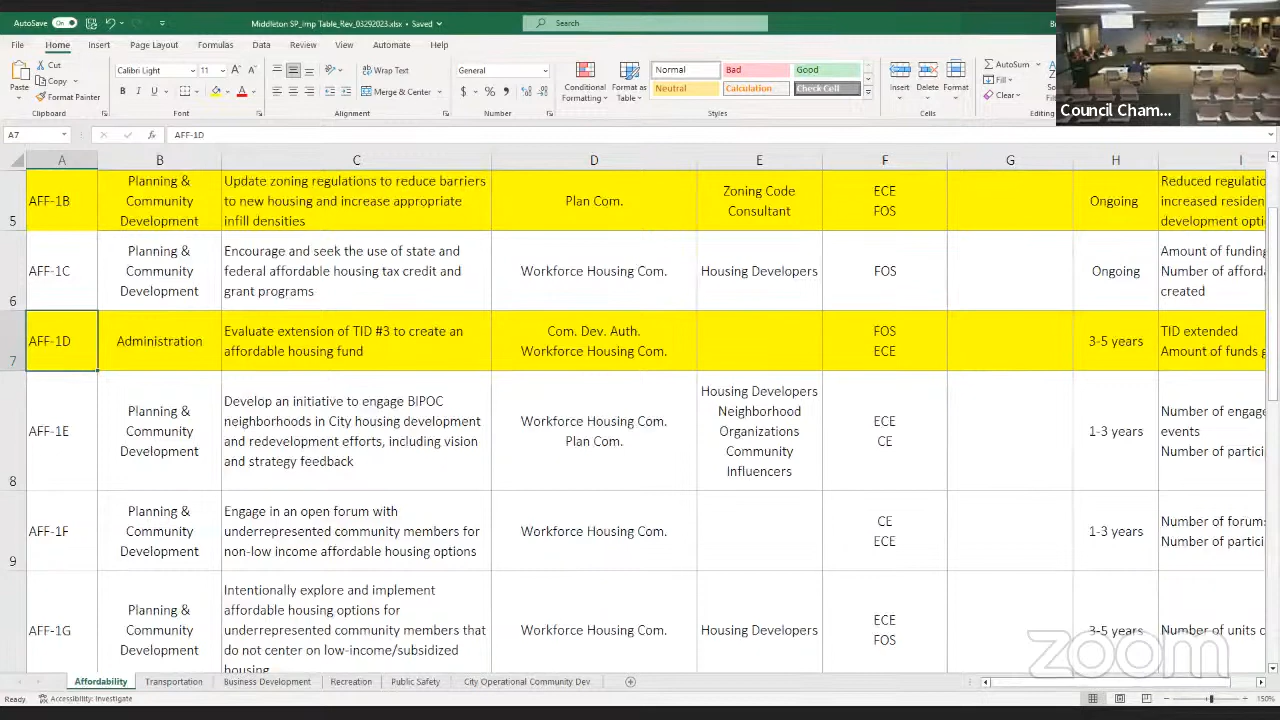 AutoSave On Middleton SP_Imp Table_Rev_03292023.xlsx • Saved Search
File Home Insert Page Layout Formulas Data Review View Automate Help
Cut
Copy
Format Painter
Paste
Clipboard
Calibri Light 11
B I U
Font
Wrap Text
Merge & Center
Alignment
General
$ % 9
Number
Conditional Formatting
Format as Table
Normal Bad Good
Neutral Calculation Check Cell
Styles
Insert Delete Format
Cells
AutoSum
Fill
Clear
Editing
Council Cham...
A7 fx AFF-1D
A B C D E F G H I
5 AFF-1B
Planning &
Community
Development
Update zoning regulations to reduce barriers
to new housing and increase appropriate
infill densities
Plan Com.
Zoning Code
Consultant
ECE
FOS
Ongoing
Reduced regulatio
increased residen
development opti
6 AFF-1C
Planning &
Community
Development
Encourage and seek the use of state and
federal affordable housing tax credit and
grant programs
Workforce Housing Com.
Housing Developers
FOS
Ongoing
Amount of funding
Number of afforda
created
7 AFF-1D
Administration
Evaluate extension of TID #3 to create an
affordable housing fund
Com. Dev. Auth.
Workforce Housing Com.
FOS
ECE
3-5 years
TID extended
Amount of funds g
8 AFF-1E
Planning &
Community
Development
Develop an initiative to engage BIPOC
neighborhoods in City housing development
and redevelopment efforts, including vision
and strategy feedback
Workforce Housing Com.
Plan Com.
Housing Developers
Neighborhood
Organizations
Community
Influencers
ECE
CE
1-3 years
Number of engage
events
Number of partici
9 AFF-1F
Planning &
Community
Development
Engage in an open forum with
underrepresented community members for
non-low income affordable housing options
Workforce Housing Com.
CE
ECE
1-3 years
Number of forum
Number of partici
AFF-1G
Planning &
Community
Development
Intentionally explore and implement
affordable housing options for
underrepresented community members that
do not center on low-income/subsidized
housing
Workforce Housing Com.
Housing Developers
ECE
FOS
3-5 years
Number of units c
zoom
Affordability Transportation Business Development Recreation Public Safety City Operational Community Dev
Ready Accessibility: Investigate 150%